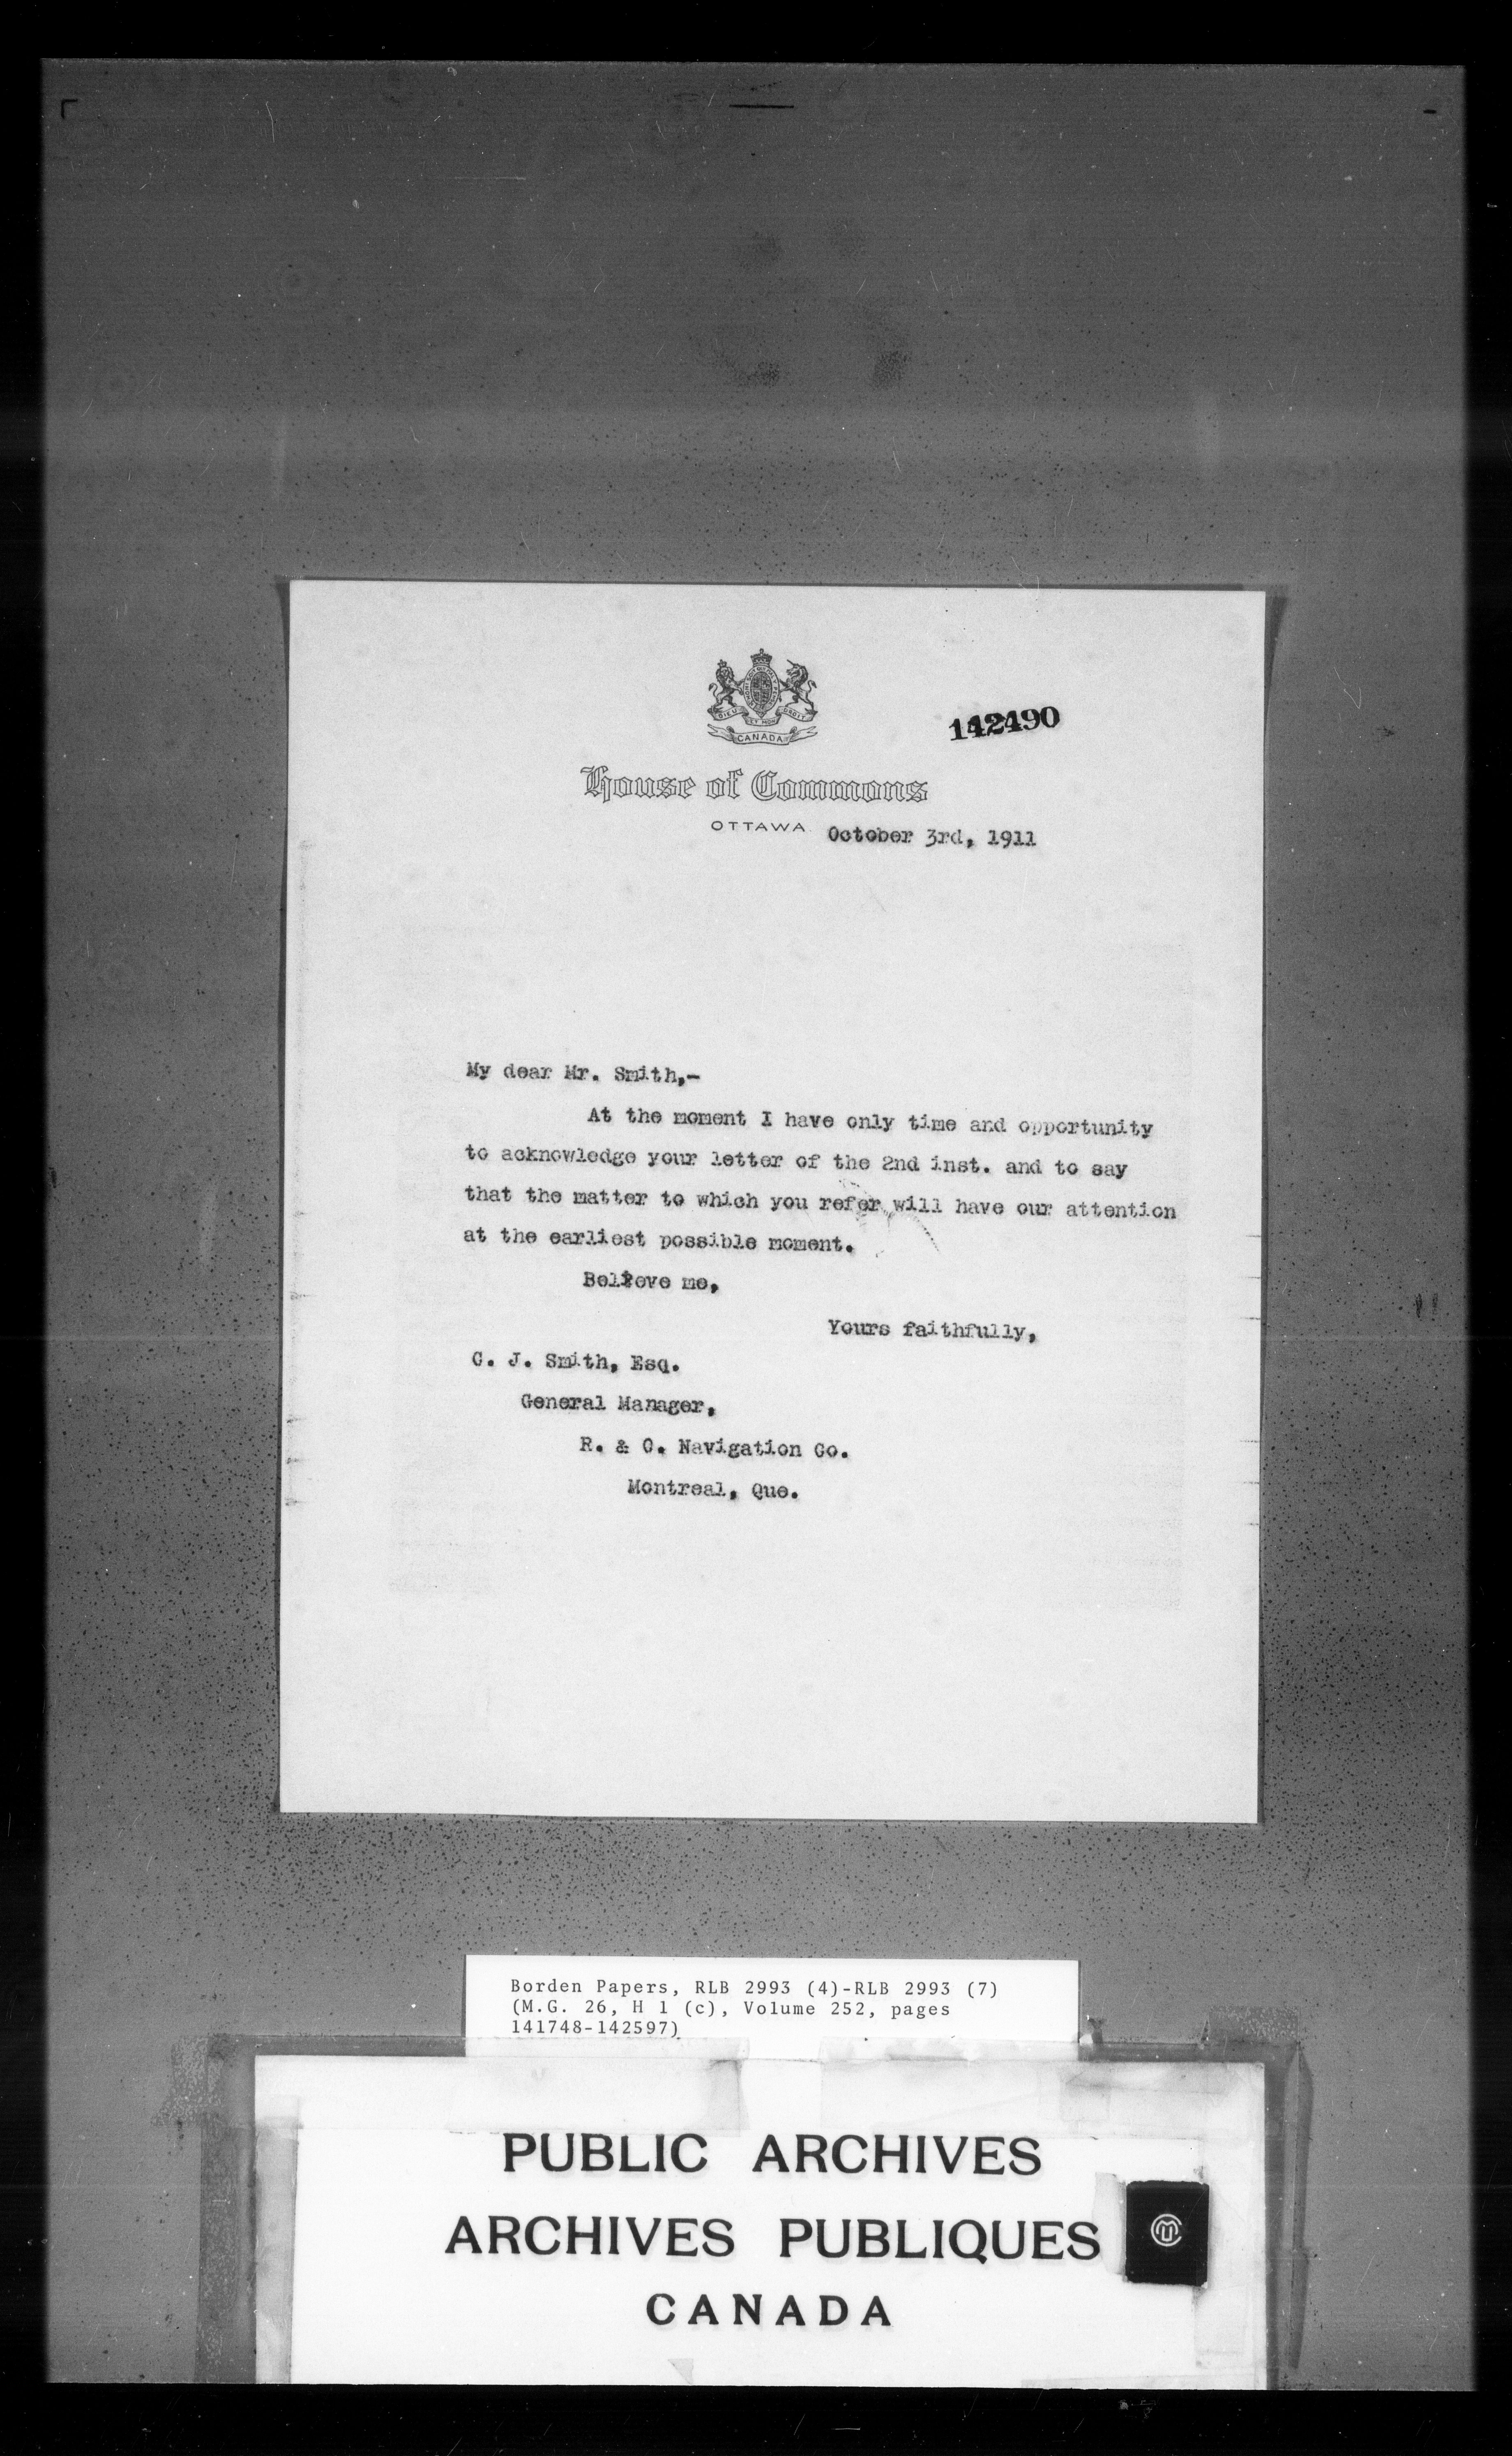 DIEU ET MON DROIT
CANADA
142490
House of Commons
OTTAWA October 3rd, 1911
My dear Mr. Smith,-
At the moment I have only time and opportunity
to acknowledge your letter of the 2nd inst. and to say
that the matter to which you refer will have our attention
at the earliest possible moment.
Believe me,
Yours faithfully,
C. J. Smith, Esq.
General Manager,
R. & O. Navigation Co.
Montreal, Que.
Borden Papers, RLB 2993 (4)-RLB 2993 (7)
(M.G. 26, H 1 (c), Volume 252, pages
141748-142597)
PUBLIC ARCHIVES
ARCHIVES PUBLIQUES
CANADA